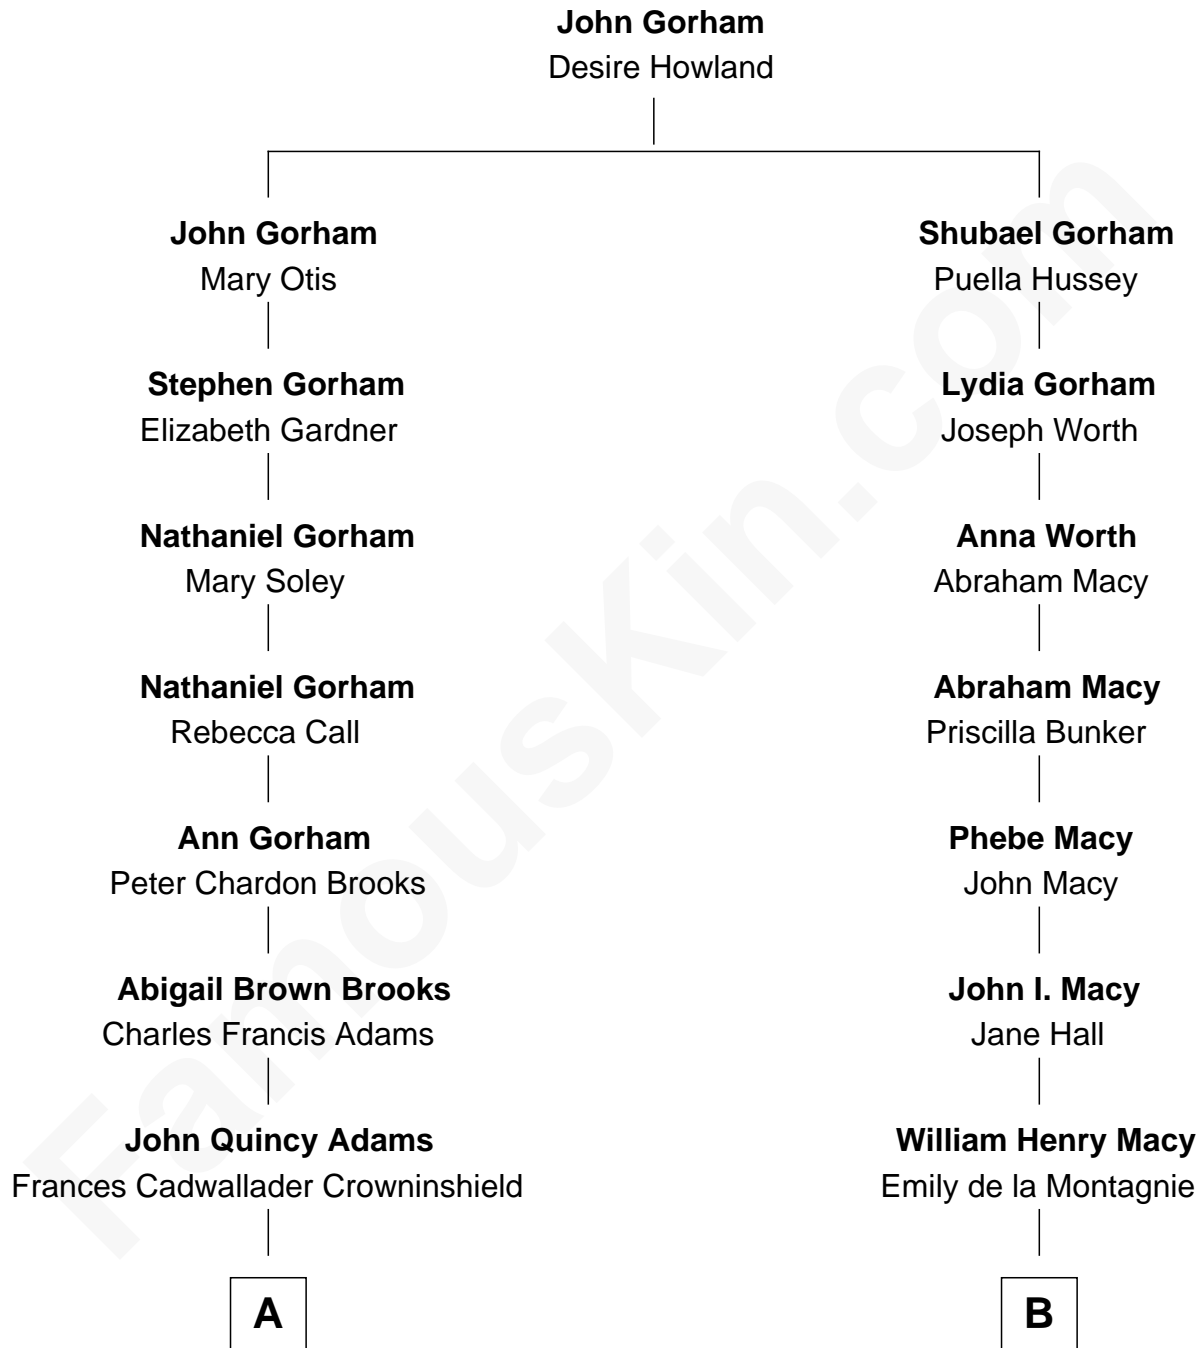 John Gorham
Desire Howland
John Gorham
Mary Otis
Shubael Gorham
Puella Hussey
Stephen Gorham
Elizabeth Gardner
Lydia Gorham
Joseph Worth
Nathaniel Gorham
Mary Soley
Anna Worth
Abraham Macy
Nathaniel Gorham
Rebecca Call
Abraham Macy
Priscilla Bunker
Ann Gorham
Peter Chardon Brooks
Phebe Macy
John Macy
Abigail Brown Brooks
Charles Francis Adams
John I. Macy
Jane Hall
John Quincy Adams
Frances Cadwallader Crowninshield
William Henry Macy
Emily de la Montagnie
A
B
FamousKin.com